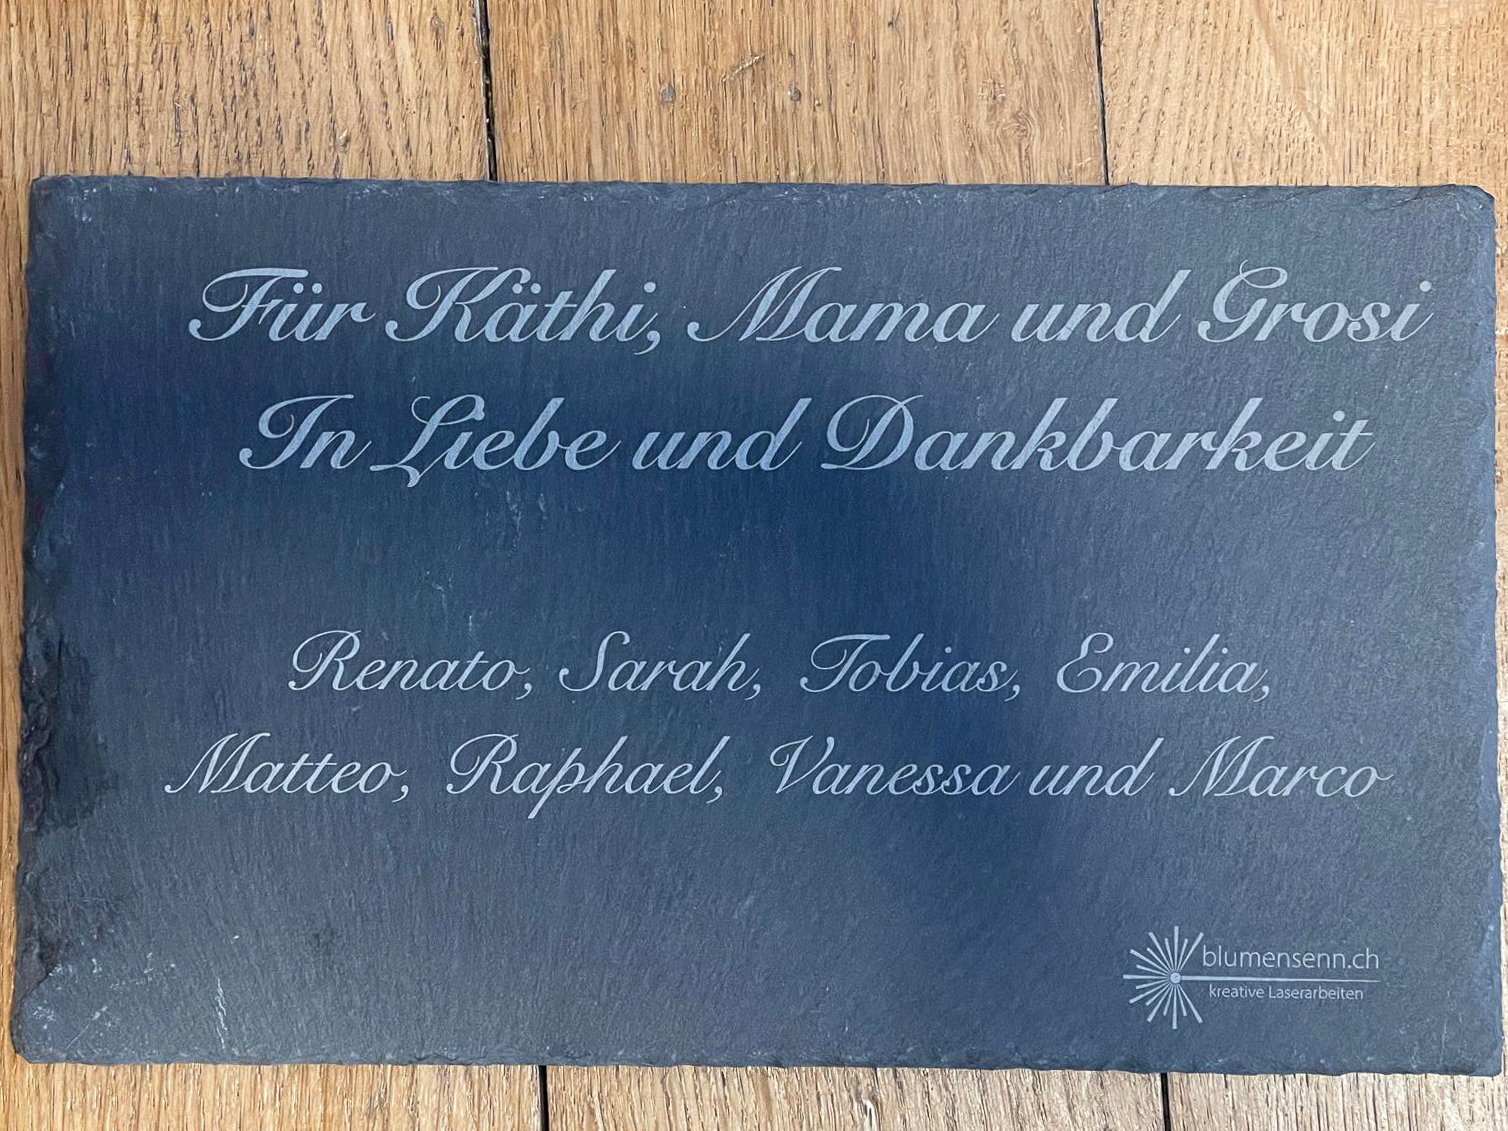 Für Käthi, Mama und Grosi
In Liebe und Dankbarkeit
Renato, Sarah, Tobias, Emilia,
Matteo, Raphael, Vanessa und Marco
blumensenn.ch
kreative Laserarbeiten